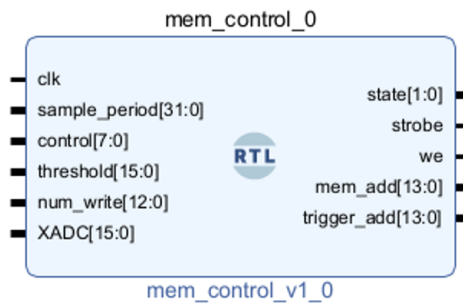 mem_control_0
clk
sample_period[31:0]
control[7:0]
threshold[15:0]
num_write[12:0]
XADC[15:0]
RTL
state[1:0]
strobe
we
mem_add[13:0]
trigger_add[13:0]
mem_control_v1_0